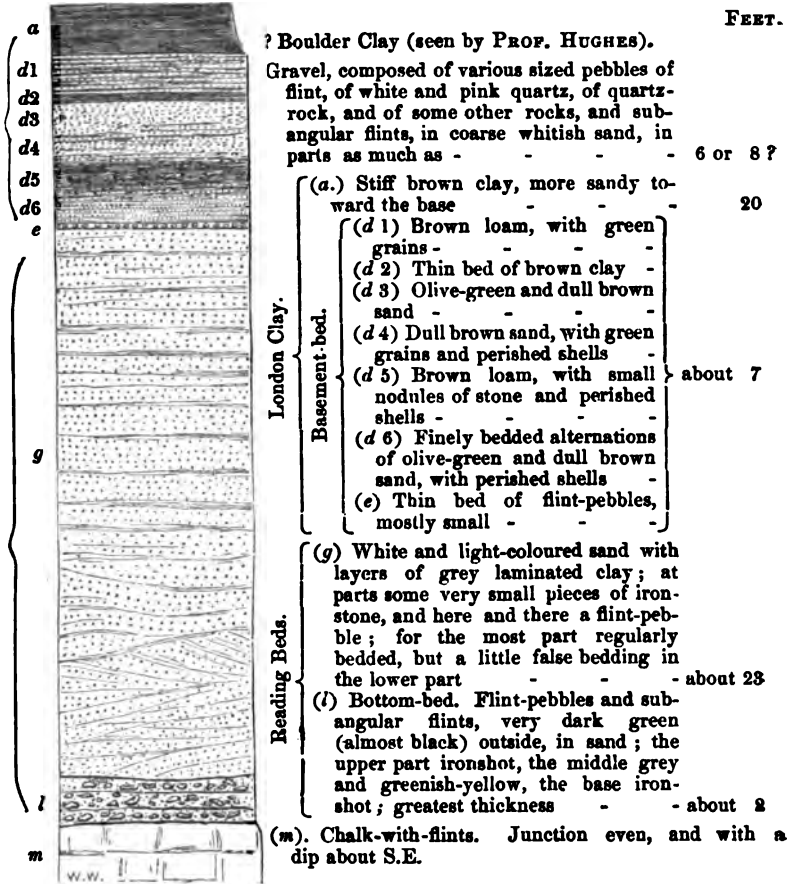 FEET.
a
d1
d2
d3
d4
d5
d6
e
g
l
m
W.W.
? Boulder Clay (seen by PROF. HUGHES).
Gravel, composed of various sized pebbles of
flint, of white and pink quartz, of quartz-
rock, and of some other rocks, and sub-
angular flints, in coarse whitish sand, in
parts as much as - - - - 6 or 8 ?
London Clay.
(a.) Stiff brown clay, more sandy to-
ward the base - - - - 20
Basement-bed.
(d 1) Brown loam, with green
grains - - - -
(d 2) Thin bed of brown clay -
(d 3) Olive-green and dull brown
sand - - - -
(d 4) Dull brown sand, with green
grains and perished shells -
(d 5) Brown loam, with small
nodules of stone and perished
shells - - - -
about 7
(d 6) Finely bedded alternations
of olive-green and dull brown
sand, with perished shells -
(e) Thin bed of flint-pebbles,
mostly small - - -
Reading Beds.
(g) White and light-coloured sand with
layers of grey laminated clay ; at
parts some very small pieces of iron-
stone, and here and there a flint-peb-
ble ; for the most part regularly
bedded, but a little false bedding in
the lower part - - - about 23
(l) Bottom-bed. Flint-pebbles and sub-
angular flints, very dark green
(almost black) outside, in sand ; the
upper part ironshot, the middle grey
and greenish-yellow, the base iron-
shot ; greatest thickness - - about 2
(m). Chalk-with-flints. Junction even, and with a
dip about S.E.